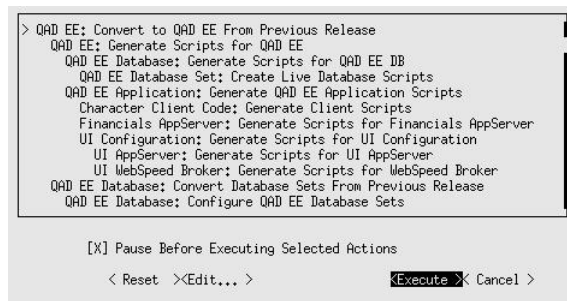 > QAD EE: Convert to QAD EE From Previous Release
QAD EE: Generate Scripts for QAD EE
QAD EE Database: Generate Scripts for QAD EE DB
QAD EE Database Set: Create Live Database Scripts
QAD EE Application: Generate QAD EE Application Scripts
Character Client Code: Generate Client Scripts
Financials AppServer: Generate Scripts for Financials AppServer
UI Configuration: Generate Scripts for UI Configuration
UI AppServer: Generate Scripts for UI AppServer
UI WebSpeed Broker: Generate Scripts for WebSpeed Broker
QAD EE Database: Convert Database Sets From Previous Release
QAD EE Database: Configure QAD EE Database Sets
[X] Pause Before Executing Selected Actions
< Reset ><Edit... > <Execute >< Cancel >